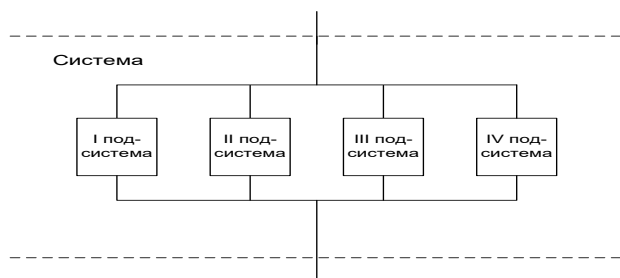 Система
I под-
система
II под-
система
III под-
система
IV под-
система